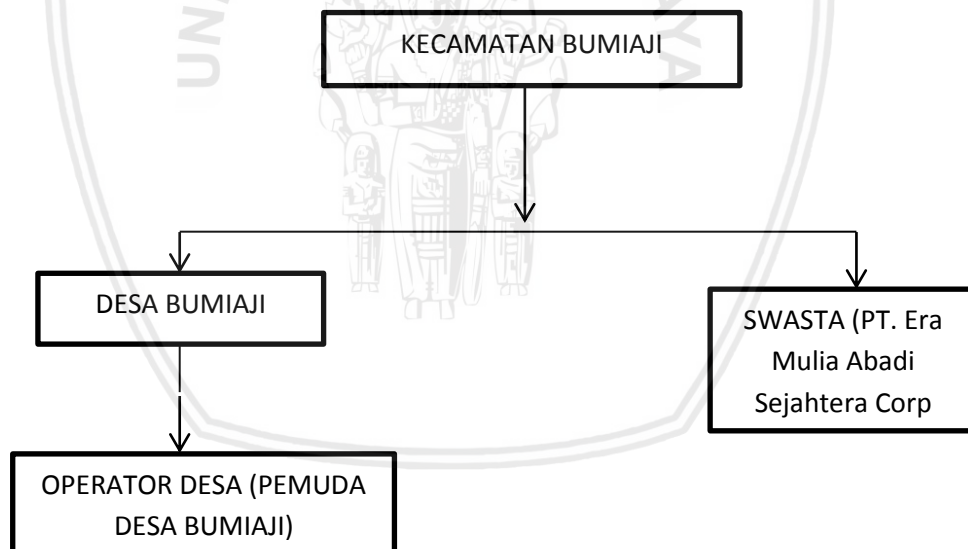 KECAMATAN BUMIAJI
DESA BUMIAJI
SWASTA (PT. Era
Mulia Abadi
Sejahtera Corp
OPERATOR DESA (PEMUDA
DESA BUMIAJI)